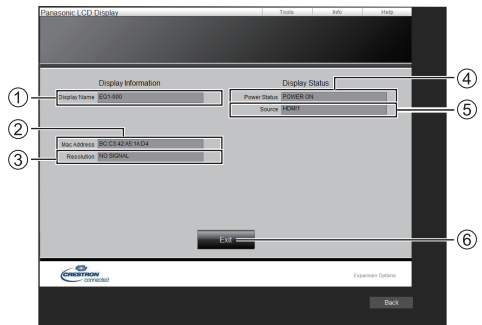 Panasonic LCD Display Tools Info Help
Display Information Display Status
④
① Display Name EQ1-000 Power Status POWER ON
Source HDMI1 ⑤
②
Mac Address BC:C3:42:A5:1A:D4
③ Resolution NO SIGNAL
Exit ⑥
CRESTRON
connected
Expansion Options
Back